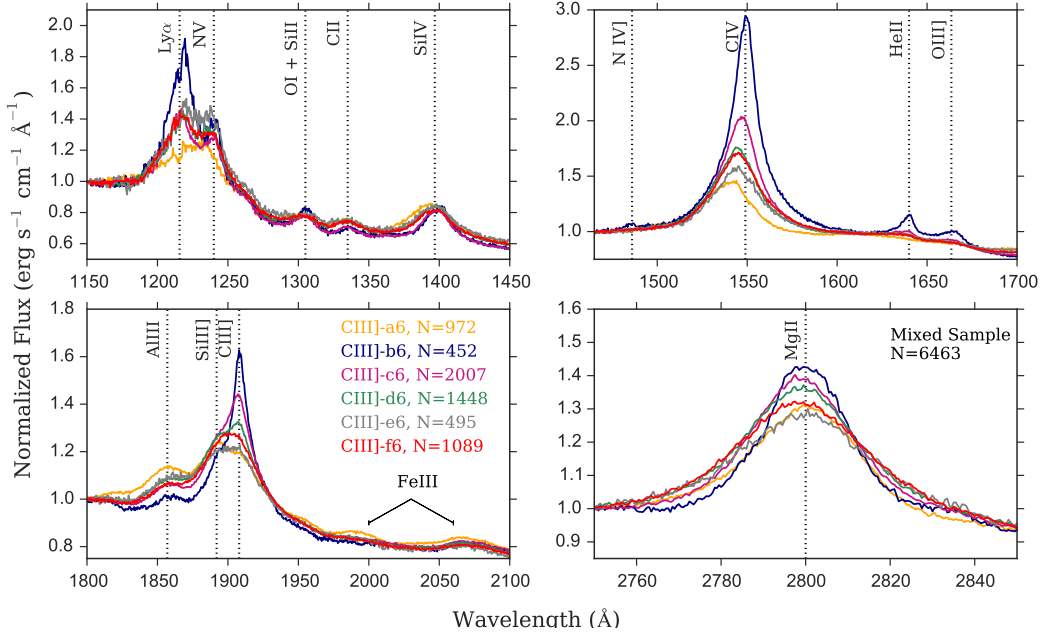 Normalized Flux (erg s⁻¹ cm⁻¹ Å⁻¹)
2.0
1.8
1.6
1.4
1.2
1.0
0.8
0.6
Lyα
NV
OI + SiII
CII
SiIV
1150
1200
1250
1300
1350
1400
1450
3.0
2.5
2.0
1.5
1.0
N IV]
CIV
HeII
OIII]
1500
1550
1600
1650
1700
1.8
1.6
1.4
1.2
1.0
0.8
AlIII
SiIII]
CIII]
CIII]-a6, N=972
CIII]-b6, N=452
CIII]-c6, N=2007
CIII]-d6, N=1448
CIII]-e6, N=495
CIII]-f6, N=1089
FeIII
1800
1850
1900
1950
2000
2050
2100
1.6
1.5
1.4
1.3
1.2
1.1
1.0
0.9
MgII
Mixed Sample
N=6463
2760
2780
2800
2820
2840
Wavelength (Å)